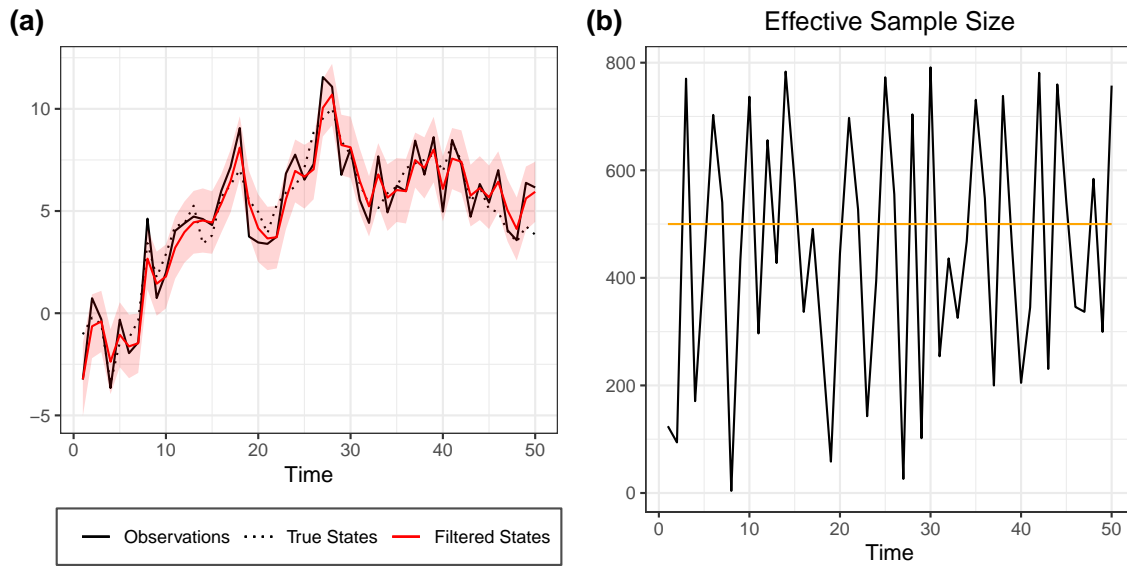 (a)
10
5
0
−5
0
10
20
30
40
50
Time
Observations
True States
Filtered States
(b)
Effective Sample Size
800
600
400
200
0
0
10
20
30
40
50
Time